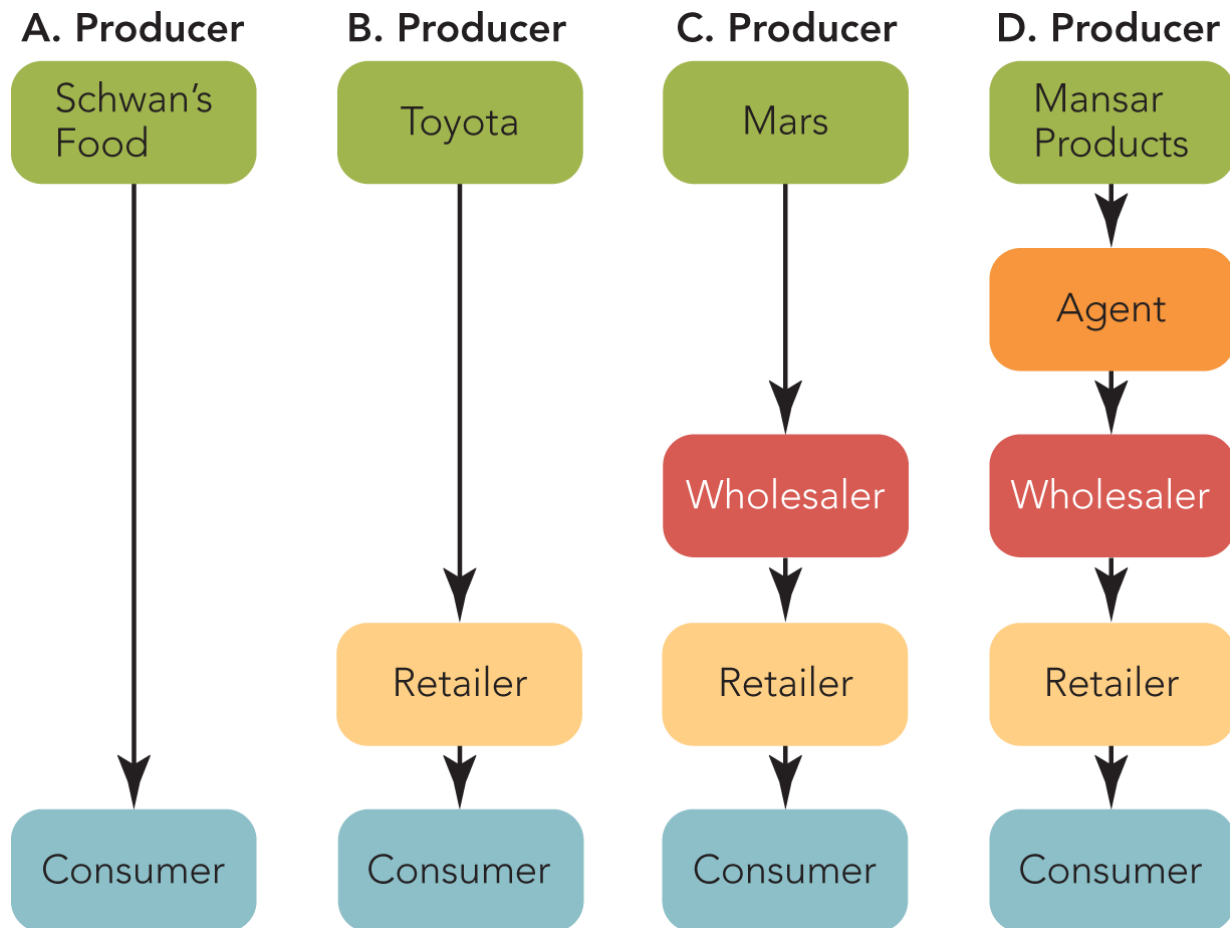 A. Producer
B. Producer
C. Producer
D. Producer
Schwan’s
Food
Toyota
Mars
Mansar
Products
Agent
Wholesaler
Wholesaler
Retailer
Retailer
Retailer
Consumer
Consumer
Consumer
Consumer